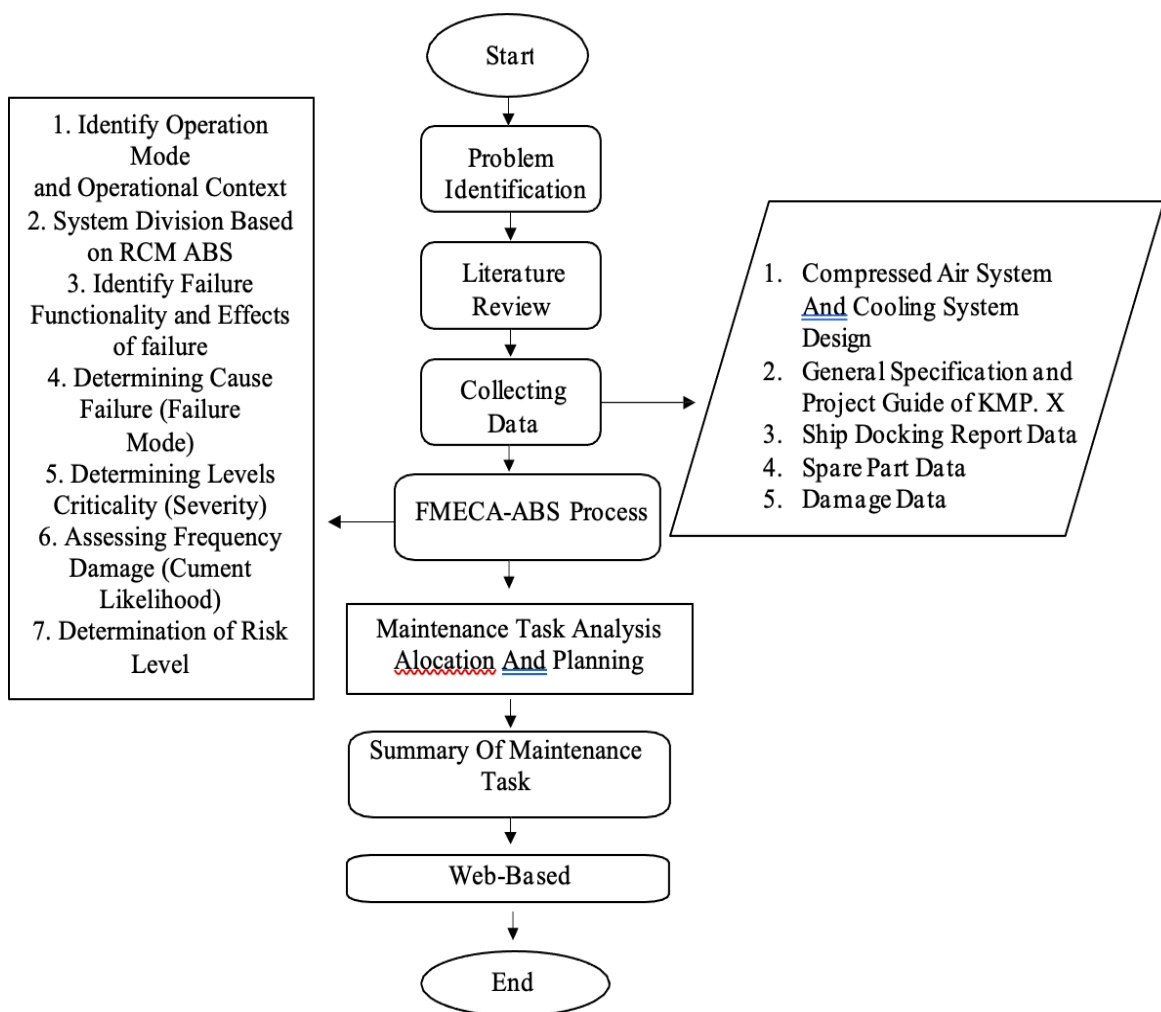 Start
Problem
Identification
Literature
Review
Collecting
Data
1. Compressed Air System
And Cooling System
Design
2. General Specification and
Project Guide of KMP. X
3. Ship Docking Report Data
4. Spare Part Data
5. Damage Data
FMECA-ABS Process
1. Identify Operation
Mode
and Operational Context
2. System Division Based
on RCM ABS
3. Identify Failure
Functionality and Effects
of failure
4. Determining Cause
Failure (Failure
Mode)
5. Determining Levels
Criticality (Severity)
6. Assessing Frequency
Damage (Cument
Likelihood)
7. Determination of Risk
Level
Maintenance Task Analysis
Alocation And Planning
Summary Of Maintenance
Task
Web-Based
End